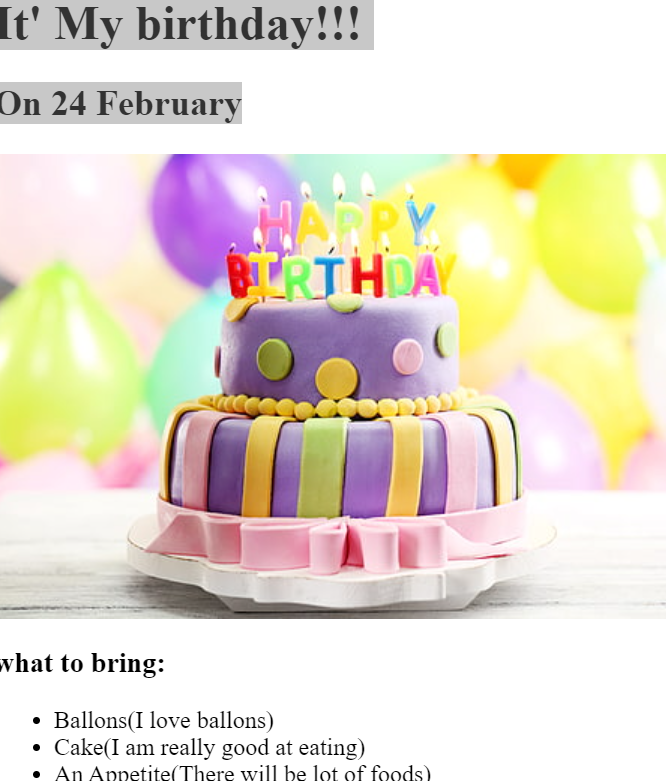 It' My birthday!!!
On 24 February
HAPPY
BIRTHDAY
what to bring:
Ballons(I love ballons)
Cake(I am really good at eating)
An Appetite(There will be lot of foods)